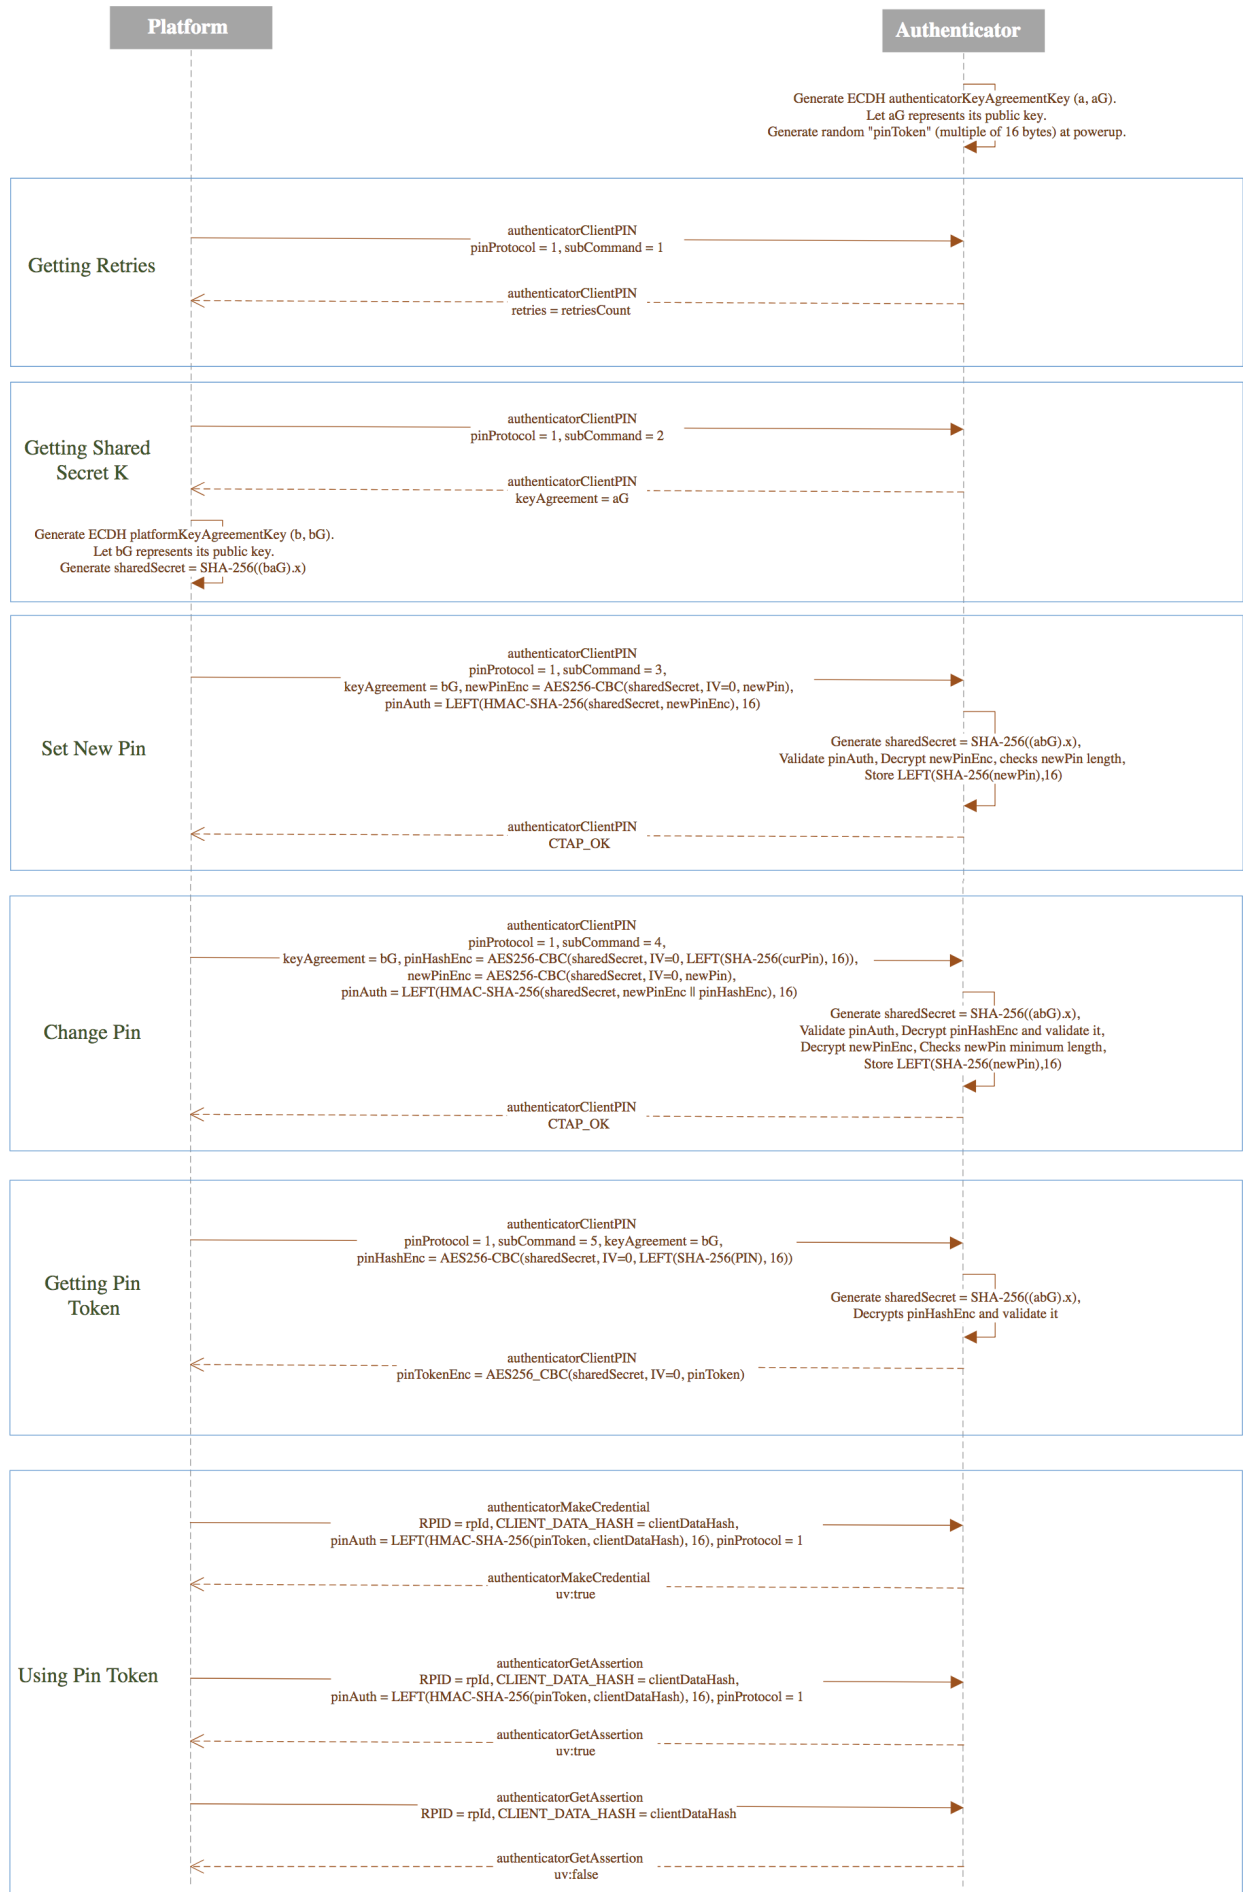 Platform
Authenticator
Generate ECDH authenticatorKeyAgreementKey (a, aG).
Let aG represents its public key.
Generate random "pinToken" (multiple of 16 bytes) at powerup.
Getting Retries
authenticatorClientPIN
pinProtocol = 1, subCommand = 1
authenticatorClientPIN
retries = retriesCount
Getting Shared
Secret K
authenticatorClientPIN
pinProtocol = 1, subCommand = 2
authenticatorClientPIN
keyAgreement = aG
Generate ECDH platformKeyAgreementKey (b, bG).
Let bG represents its public key.
Generate sharedSecret = SHA-256((baG).x)
Set New Pin
authenticatorClientPIN
pinProtocol = 1, subCommand = 3,
keyAgreement = bG, newPinEnc = AES256-CBC(sharedSecret, IV=0, newPin),
pinAuth = LEFT(HMAC-SHA-256(sharedSecret, newPinEnc), 16)
Generate sharedSecret = SHA-256((abG).x),
Validate pinAuth, Decrypt newPinEnc, checks newPin length,
Store LEFT(SHA-256(newPin),16)
authenticatorClientPIN
CTAP_OK
Change Pin
authenticatorClientPIN
pinProtocol = 1, subCommand = 4,
keyAgreement = bG, pinHashEnc = AES256-CBC(sharedSecret, IV=0, LEFT(SHA-256(curPin), 16)),
newPinEnc = AES256-CBC(sharedSecret, IV=0, newPin),
pinAuth = LEFT(HMAC-SHA-256(sharedSecret, newPinEnc || pinHashEnc), 16)
Generate sharedSecret = SHA-256((abG).x),
Validate pinAuth, Decrypt pinHashEnc and validate it,
Decrypt newPinEnc, Checks newPin minimum length,
Store LEFT(SHA-256(newPin),16)
authenticatorClientPIN
CTAP_OK
Getting Pin
Token
authenticatorClientPIN
pinProtocol = 1, subCommand = 5, keyAgreement = bG,
pinHashEnc = AES256-CBC(sharedSecret, IV=0, LEFT(SHA-256(PIN), 16))
Generate sharedSecret = SHA-256((abG).x),
Decrypts pinHashEnc and validate it
authenticatorClientPIN
pinTokenEnc = AES256_CBC(sharedSecret, IV=0, pinToken)
Using Pin Token
authenticatorMakeCredential
RPID = rpId, CLIENT_DATA_HASH = clientDataHash,
pinAuth = LEFT(HMAC-SHA-256(pinToken, clientDataHash), 16), pinProtocol = 1
authenticatorMakeCredential
uv:true
authenticatorGetAssertion
RPID = rpId, CLIENT_DATA_HASH = clientDataHash,
pinAuth = LEFT(HMAC-SHA-256(pinToken, clientDataHash), 16), pinProtocol = 1
authenticatorGetAssertion
uv:true
authenticatorGetAssertion
RPID = rpId, CLIENT_DATA_HASH = clientDataHash
authenticatorGetAssertion
uv:false